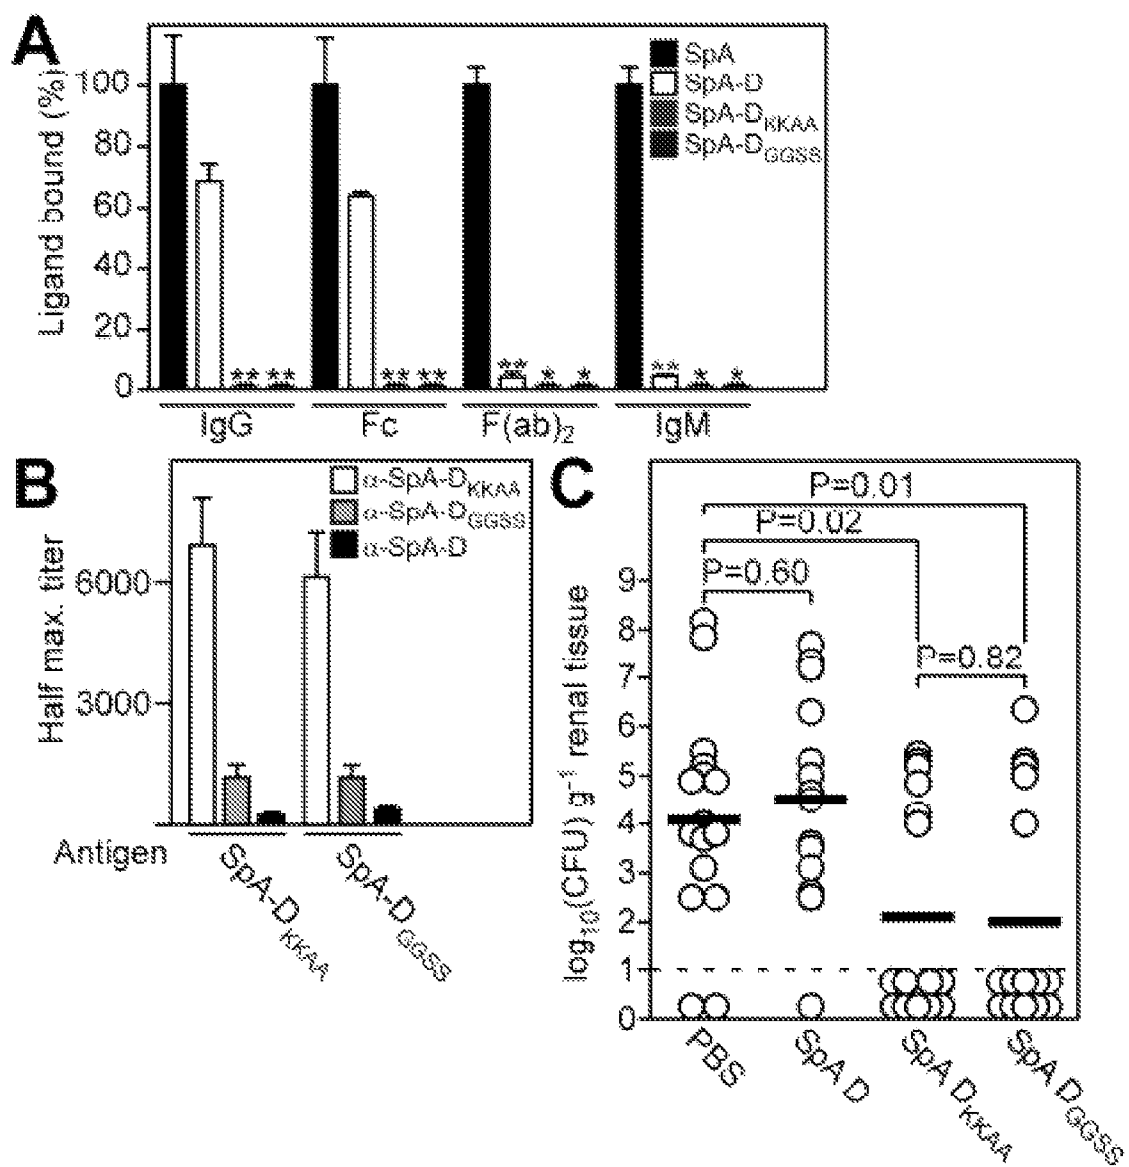 A
Ligand bound (%)
100
80
60
40
20
0
SpA
SpA-D
SpA-DKKAA
SpA-DGGSS
** ** ** ** ** * * ** * *
IgG Fc F(ab)2 IgM
B
Half max. titer
6000
3000
α-SpA-DKKAA
α-SpA-DGGSS
α-SpA-D
Antigen
SpA-DKKAA
SpA-DGGSS
C
log10(CFU) g-1 renal tissue
9
8
7
6
5
4
3
2
1
0
P=0.01
P=0.02
P=0.60
P=0.82
PBS
SpA D
SpA DKKAA
SpA DGGSS